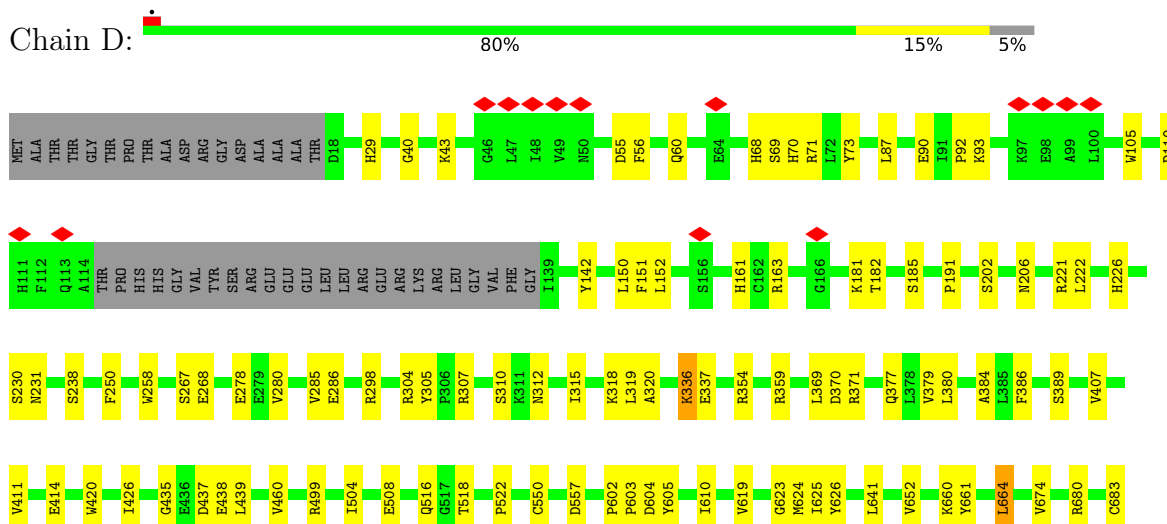 Chain D:
80% 15% 5%
MET ALA THR THR GLY THR PRO THR ALA ASP ARG GLY ASP ALA ALA ALA THR D18 H29 G40 K43 G46 L47 I48 V49 N50 D55 F56 Q60 E64 H68 S69 H70 R71 L72 Y73 L87 E90 I91 P92 K93 K97 E98 A99 L100 W105
H111 F112 Q113 A114 THR PRO HIS HIS GLY VAL TYR SER ARG GLU GLU LEU LEU ARG GLU ARG LYS ARG LEU GLY VAL PHE GLY I139 Y142 L150 F151 L152 S156 H161 C162 R163 G166 K181 T182 S185 P191 S202 N206 R221 L222 H226
S230 N231 S238 F250 W258 S267 E268 E278 E279 V280 V285 E286 R298 R304 Y305 P306 R307 S310 K311 N312 I315 K318 L319 A320 K336 E337 R354 R359 L369 D370 R371 Q377 L378 V379 L380 A384 L385 F386 S389 V407
V411 E414 W420 I426 G435 E436 D437 E438 L439 V460 R499 I504 E508 Q516 G517 T518 P522 C550 D557 P602 P603 D604 Y605 I610 V619 G623 M624 I625 Y626 L641 V652 K660 Y661 L664 V674 R680 C683